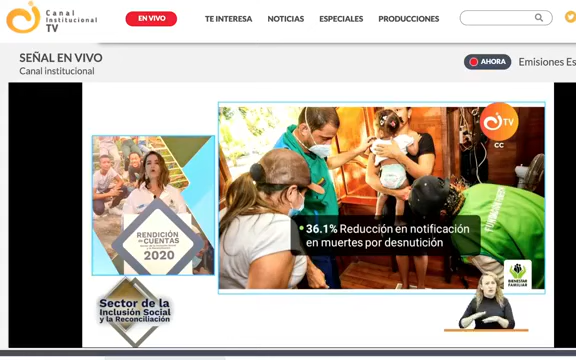 Canal
Institucional
TV
EN VIVO
TE INTERESA
NOTICIAS
ESPECIALES
PRODUCCIONES
SEÑAL EN VIVO
Canal institucional
AHORA
Emisiones Es
TV
CC
RENDICIÓN
DE CUENTAS
2020
36.1% Reducción en notificación
en muertes por desnutición
BIENESTAR
FAMILIAR
Sector de la
Inclusión Social
y la Reconciliación